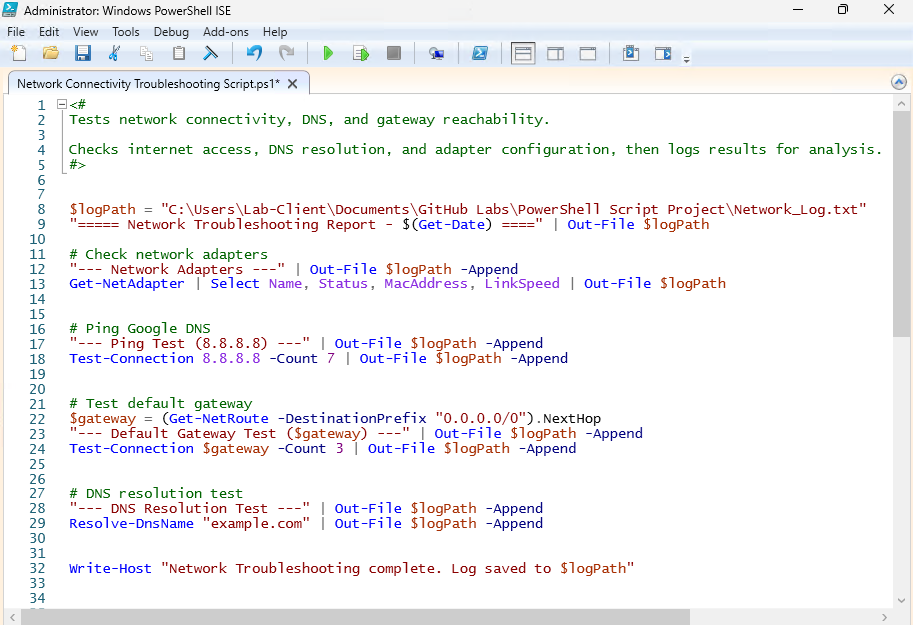 Administrator: Windows PowerShell ISE
File Edit View Tools Debug Add-ons Help
Network Connectivity Troubleshooting Script.ps1*
1 <#
2 Tests network connectivity, DNS, and gateway reachability.
3
4 Checks internet access, DNS resolution, and adapter configuration, then logs results for analysis.
5 #>
6
7
8 $logPath = "C:\Users\Lab-Client\Documents\GitHub Labs\PowerShell Script Project\Network_Log.txt"
9 "===== Network Troubleshooting Report - $(Get-Date) ====" | Out-File $logPath
10
11 # Check network adapters
12 "--- Network Adapters ---" | Out-File $logPath -Append
13 Get-NetAdapter | Select Name, Status, MacAddress, LinkSpeed | Out-File $logPath
14
15
16 # Ping Google DNS
17 "--- Ping Test (8.8.8.8) ---" | Out-File $logPath -Append
18 Test-Connection 8.8.8.8 -Count 7 | Out-File $logPath -Append
19
20
21 # Test default gateway
22 $gateway = (Get-NetRoute -DestinationPrefix "0.0.0.0/0").NextHop
23 "--- Default Gateway Test ($gateway) ---" | Out-File $logPath -Append
24 Test-Connection $gateway -Count 3 | Out-File $logPath -Append
25
26
27 # DNS resolution test
28 "--- DNS Resolution Test ---" | Out-File $logPath -Append
29 Resolve-DnsName "example.com" | Out-File $logPath -Append
30
31
32 Write-Host "Network Troubleshooting complete. Log saved to $logPath"
33
34